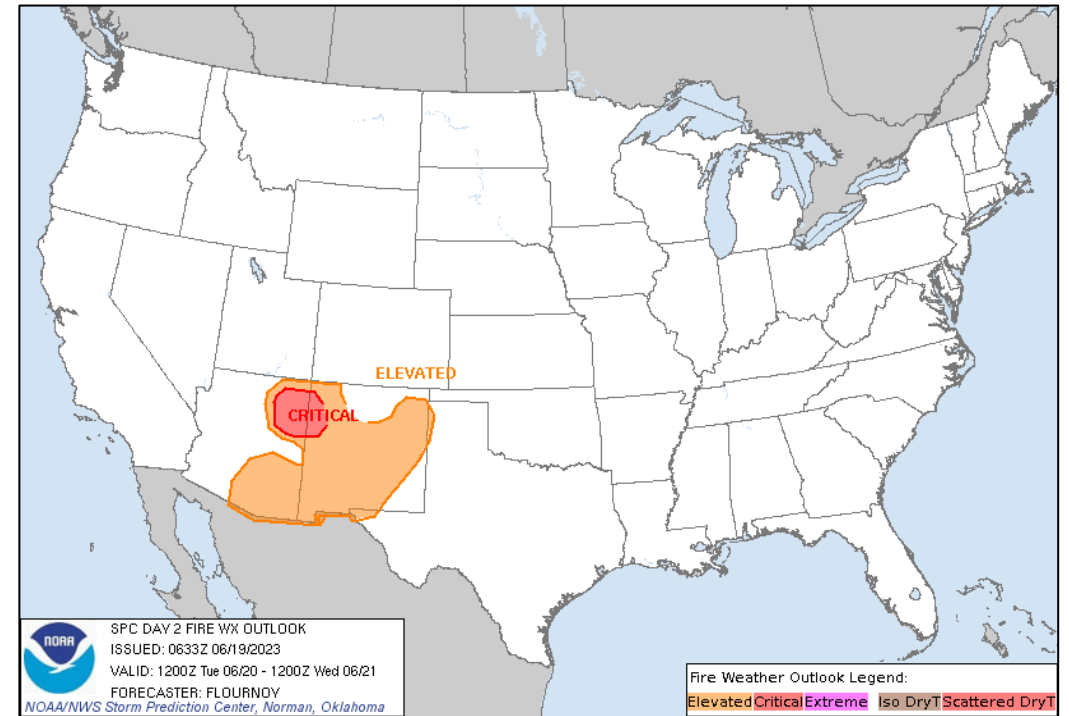 ELEVATED
CRITICAL
NOAA
SPC DAY 2 FIRE WX OUTLOOK
ISSUED: 0633Z 06/19/2023
VALID: 1200Z Tue 06/20 - 1200Z Wed 06/21
FORECASTER: FLOURNOY
NOAA/NWS Storm Prediction Center, Norman, Oklahoma
Fire Weather Outlook Legend:
Elevated Critical Extreme Iso DryT Scattered DryT